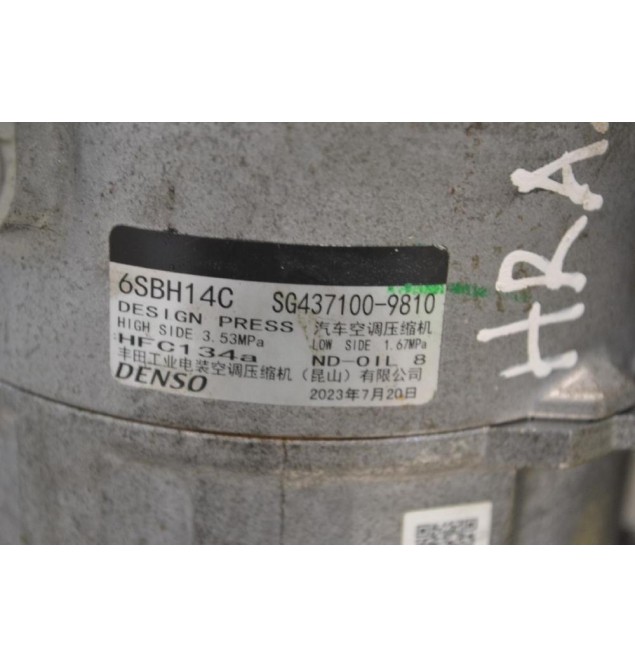 6SBH14C SG437100-9810
DESIGN PRESS 汽车空调压缩机
HIGH SIDE 3.53MPa LOW SIDE 1.67MPa
HFC134a ND-OIL 8
丰田工业电装空调压缩机（昆山）有限公司
DENSO 2023年7月20日
HRA